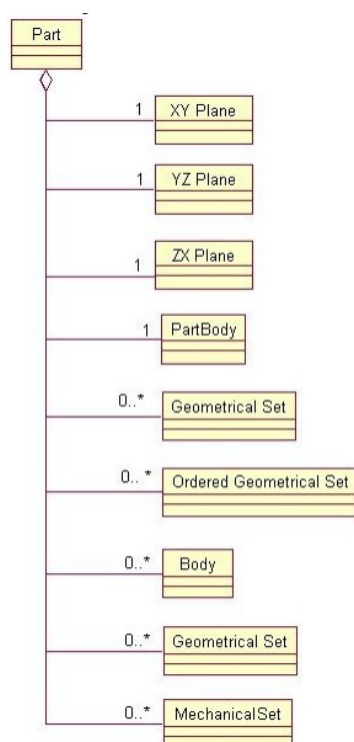 Part
1 XY Plane
1 YZ Plane
1 ZX Plane
1 PartBody
0..* Geometrical Set
0..* Ordered Geometrical Set
0..* Body
0..* Geometrical Set
0..* MechanicalSet